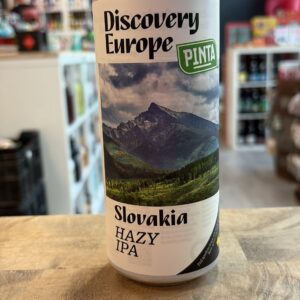 Discovery
Europe
PINTA
Slovakia
HAZY
IPA